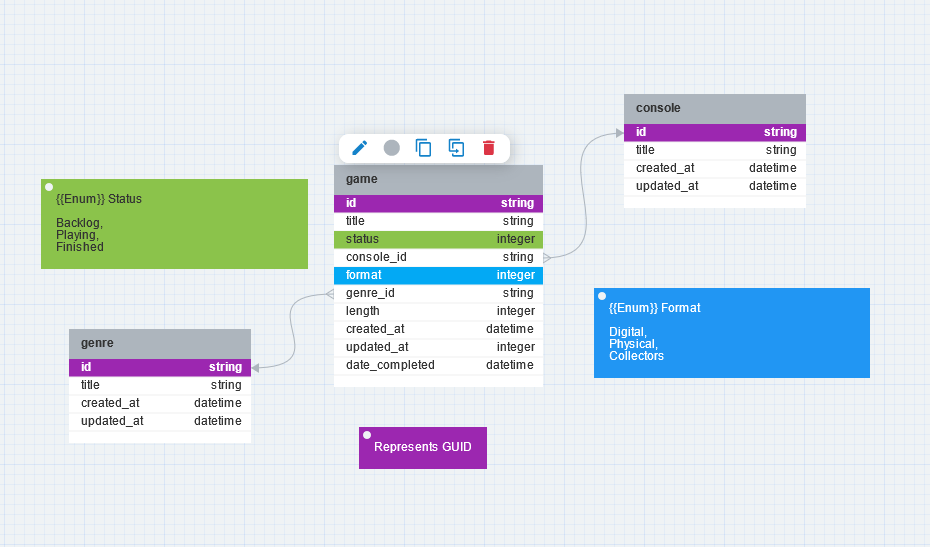 console
id string
title string
created_at datetime
updated_at datetime
game
id string
title string
status integer
console_id string
format integer
genre_id string
length integer
created_at datetime
updated_at integer
date_completed datetime
{{Enum}} Status
Backlog,
Playing,
Finished
{{Enum}} Format
Digital,
Physical,
Collectors
genre
id string
title string
created_at datetime
updated_at datetime
Represents GUID